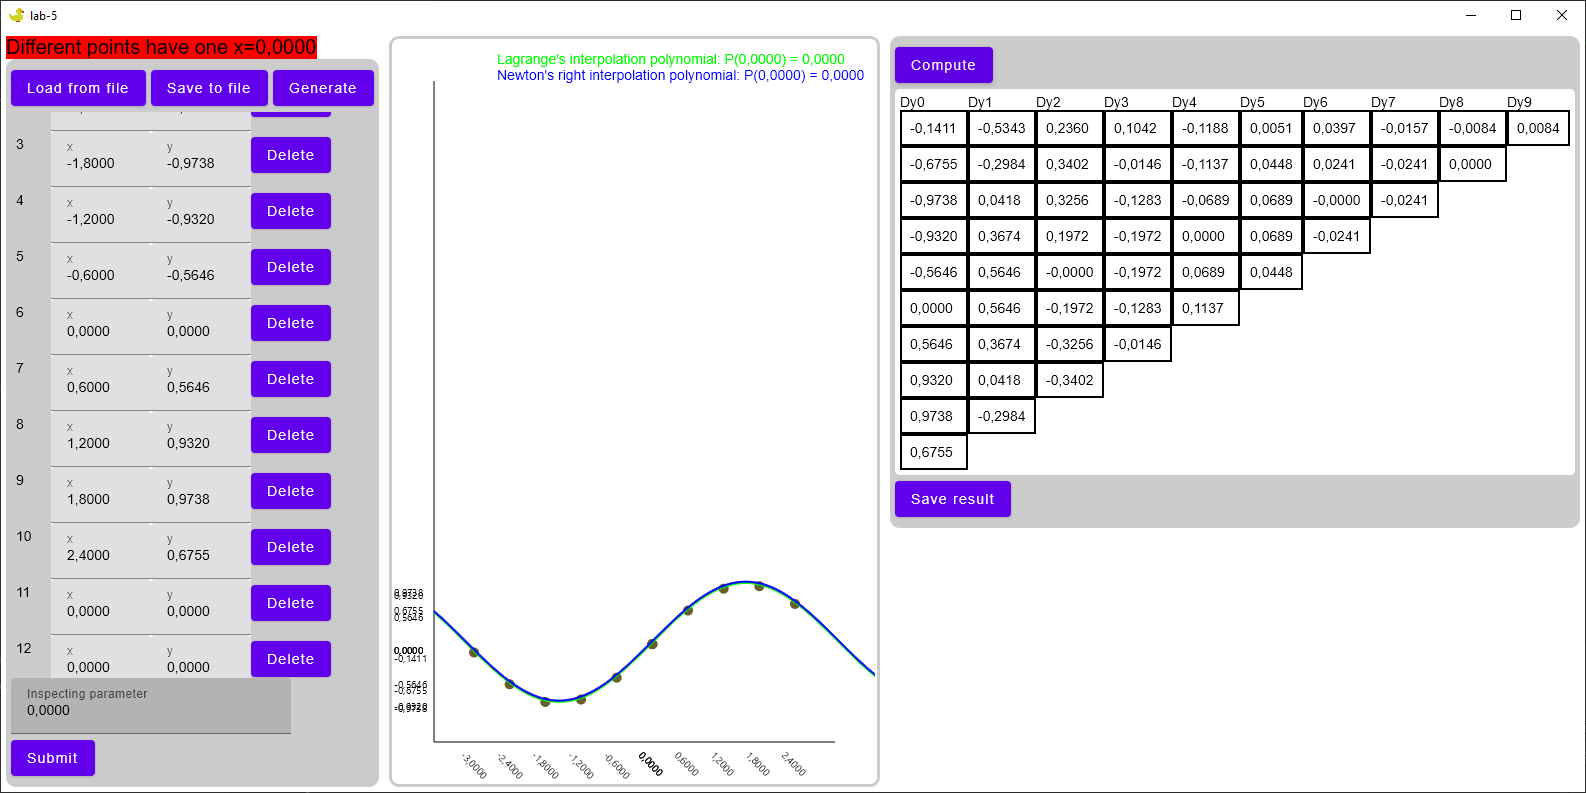 lab-5
Different points have one x=0,0000
Load from file Save to file Generate
3 x y
-1,8000 -0,9738 Delete
4 x y
-1,2000 -0,9320 Delete
5 x y
-0,6000 -0,5646 Delete
6 x y
0,0000 0,0000 Delete
7 x y
0,6000 0,5646 Delete
8 x y
1,2000 0,9320 Delete
9 x y
1,8000 0,9738 Delete
10 x y
2,4000 0,6755 Delete
11 x y
0,0000 0,0000 Delete
12 x y
0,0000 0,0000 Delete
Inspecting parameter
0,0000
Submit
Lagrange's interpolation polynomial: P(0,0000) = 0,0000
Newton's right interpolation polynomial: P(0,0000) = 0,0000
0,6755
0,5646
0,0000
-0,1411
-0,5646
-0,6755
-3,0000 -2,4000 -1,8000 -1,2000 -0,6000 0,0000 0,6000 1,2000 1,8000 2,4000
Compute
Dy0 Dy1 Dy2 Dy3 Dy4 Dy5 Dy6 Dy7 Dy8 Dy9
-0,1411 -0,5343 0,2360 0,1042 -0,1188 0,0051 0,0397 -0,0157 -0,0084 0,0084
-0,6755 -0,2984 0,3402 -0,0146 -0,1137 0,0448 0,0241 -0,0241 0,0000
-0,9738 0,0418 0,3256 -0,1283 -0,0689 0,0689 -0,0000 -0,0241
-0,9320 0,3674 0,1972 -0,1972 0,0000 0,0689 -0,0241
-0,5646 0,5646 -0,0000 -0,1972 0,0689 0,0448
0,0000 0,5646 -0,1972 -0,1283 0,1137
0,5646 0,3674 -0,3256 -0,0146
0,9320 0,0418 -0,3402
0,9738 -0,2984
0,6755
Save result